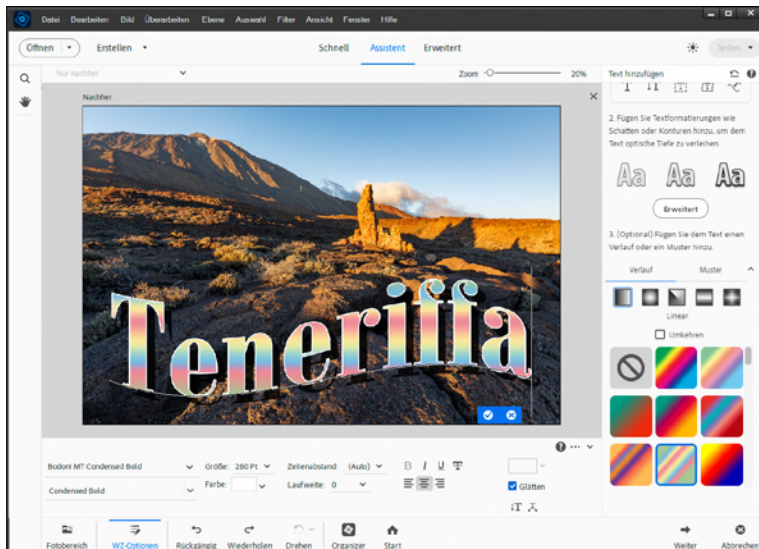 Datei Bearbeiten Bild Überarbeiten Ebene Auswahl Filter Ansicht Fenster Hilfe
Öffnen Erstellen Schnell Assistent Erweitert Teilen
Nur nachher Zoom 20% Text hinzufügen
Nachher
2. Fügen Sie Textformatierungen wie
Schatten oder Konturen hinzu, um dem
Text optische Tiefe zu verleihen
Aa Aa Aa
Erweitert
3. (Optional) Fügen Sie dem Text einen
Verlauf oder ein Muster hinzu.
Verlauf Muster
Linear
Umkehren
Teneriffa
Bodoni MT Condensed Bold Größe: 280 Pt Zeilenabstand: (Auto) B I U T
Condensed Bold Farbe: Laufweite: 0 Glätten
Fotobereich WZ-Optionen Rückgängig Wiederholen Drehen Organizer Start Weiter Abbrechen